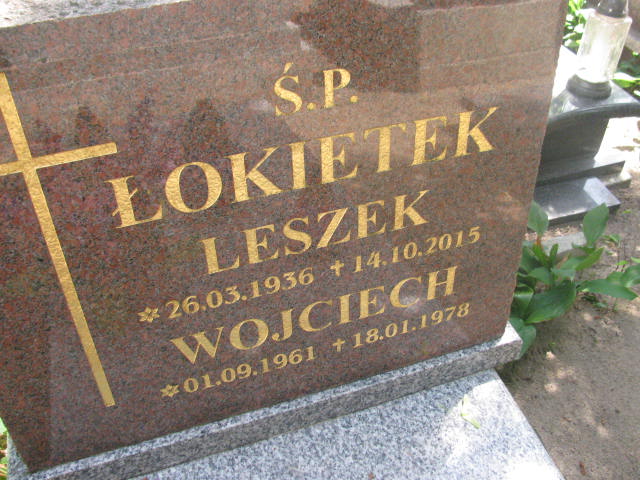 Ś.P.
ŁOKIETEK
LESZEK
✲ 26.03.1936 ✝ 14.10.2015
WOJCIECH
✲ 01.09.1961 ✝ 18.01.1978